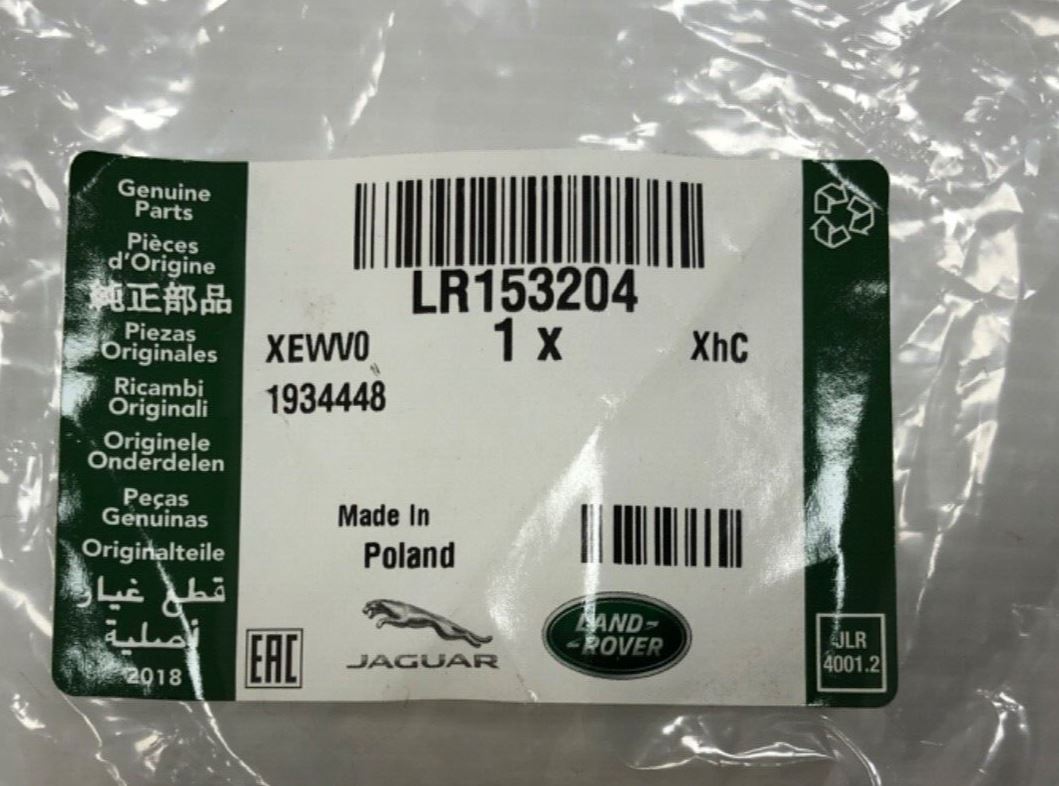 Genuine
Parts
Pièces
d'Origine
純正部品
Piezas
Originales
Ricambi
Originali
Originele
Onderdelen
Peças
Genuinas
Originalteile
قطع غيار
أصلية
2018
LR153204
1 x
XEWV0
XhC
1934448
Made In
Poland
EAC
JAGUAR
LAND-
-ROVER
JLR
4001.2